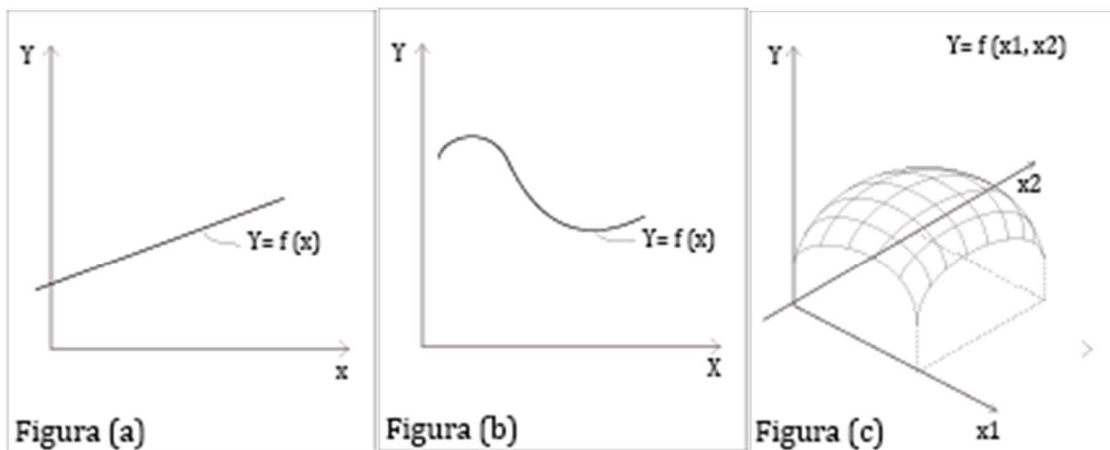 Y
Y= f (x)
x
Figura (a)
Y
Y= f (x)
X
Figura (b)
Y= f (x1, x2)
Y
x2
x1
Figura (c)